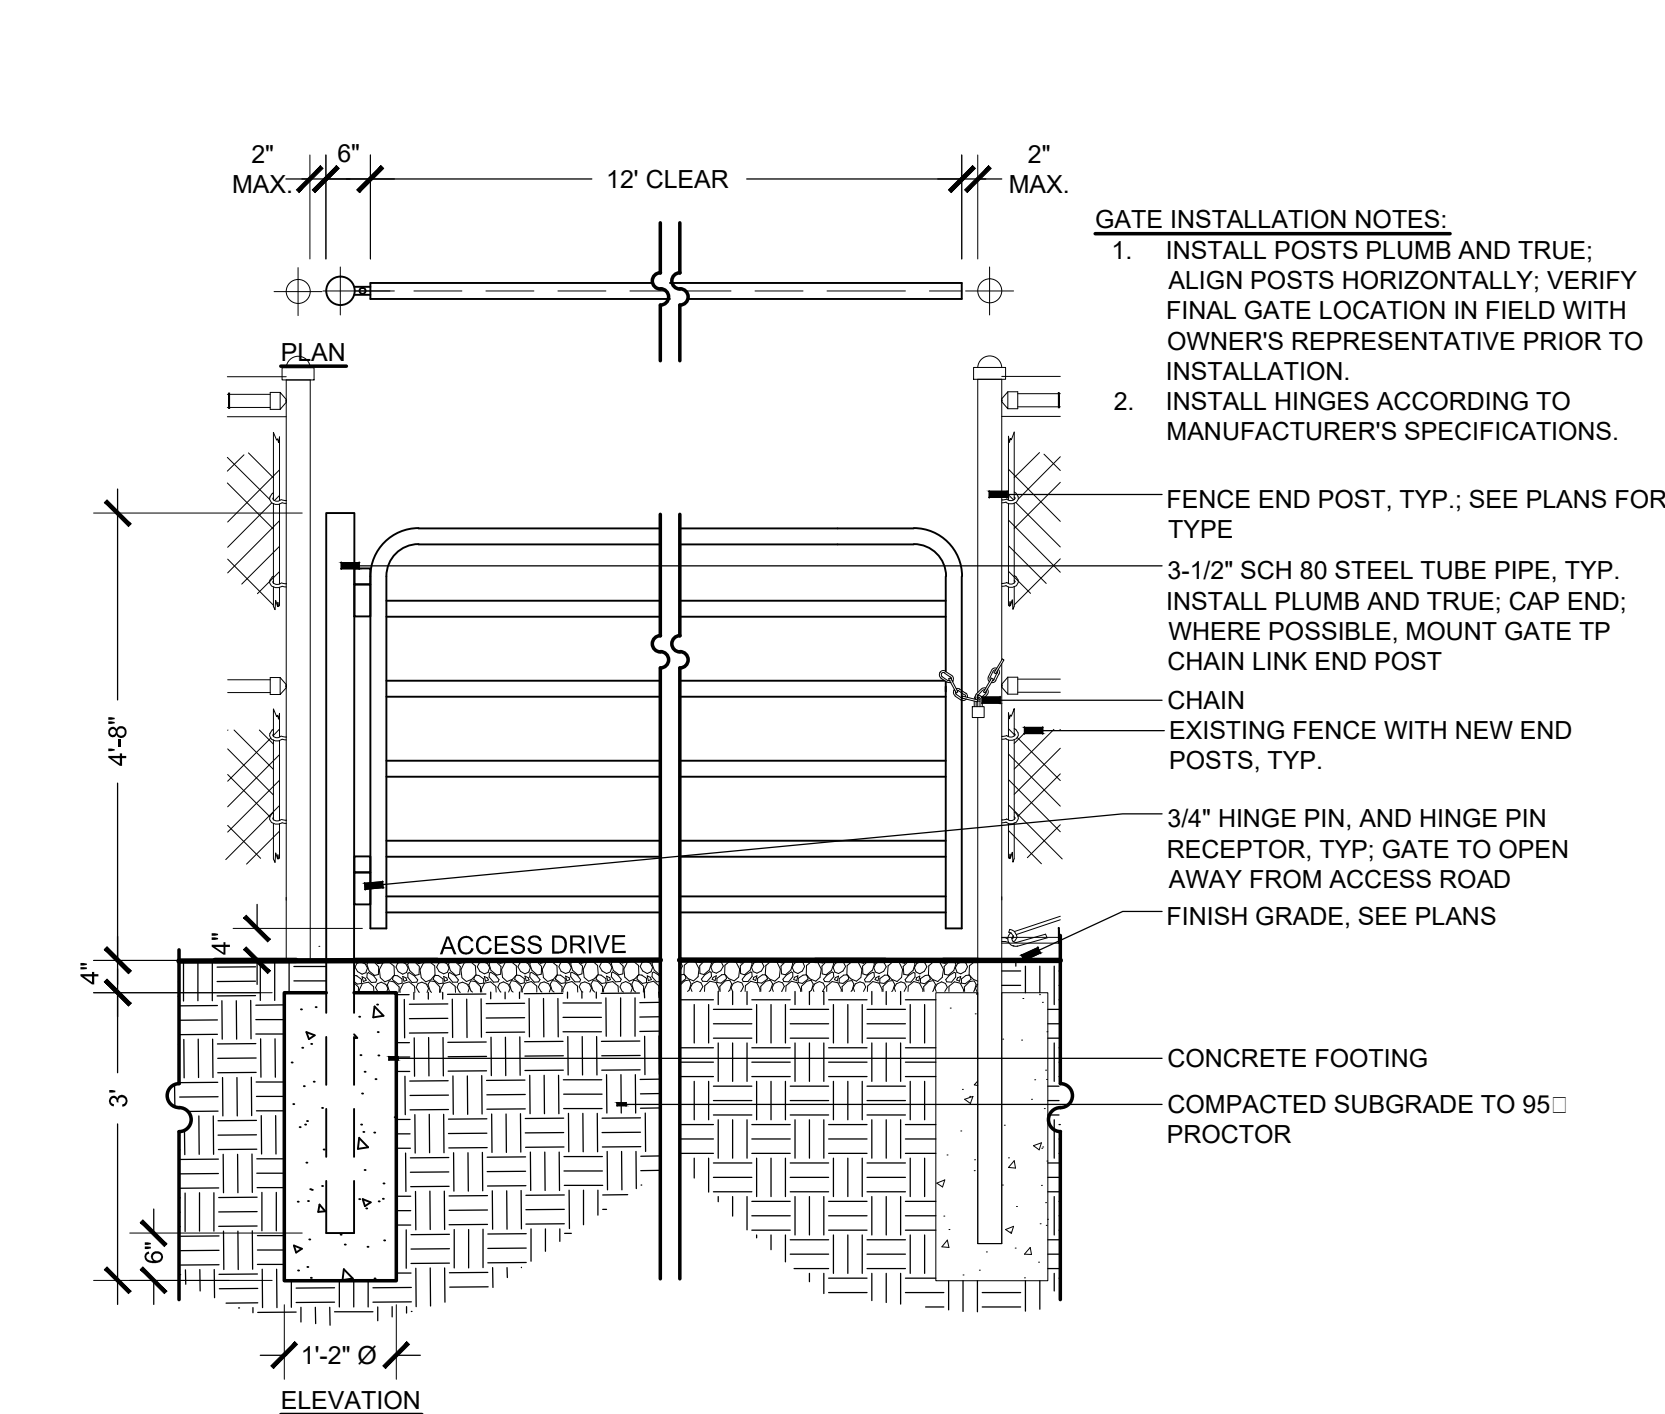 2" 6" 2"
MAX. 12' CLEAR MAX.
GATE INSTALLATION NOTES:
1. INSTALL POSTS PLUMB AND TRUE;
ALIGN POSTS HORIZONTALLY; VERIFY
FINAL GATE LOCATION IN FIELD WITH
OWNER'S REPRESENTATIVE PRIOR TO
INSTALLATION.
2. INSTALL HINGES ACCORDING TO
MANUFACTURER'S SPECIFICATIONS.
PLAN
FENCE END POST, TYP.; SEE PLANS FOR
TYPE
3-1/2" SCH 80 STEEL TUBE PIPE, TYP.
INSTALL PLUMB AND TRUE; CAP END;
WHERE POSSIBLE, MOUNT GATE TP
CHAIN LINK END POST
CHAIN
EXISTING FENCE WITH NEW END
POSTS, TYP.
3/4" HINGE PIN, AND HINGE PIN
RECEPTOR, TYP; GATE TO OPEN
AWAY FROM ACCESS ROAD
FINISH GRADE, SEE PLANS
CONCRETE FOOTING
COMPACTED SUBGRADE TO 95□
PROCTOR
4'-8"
4"
ACCESS DRIVE
4"
3'
6"
1'-2" Ø
ELEVATION